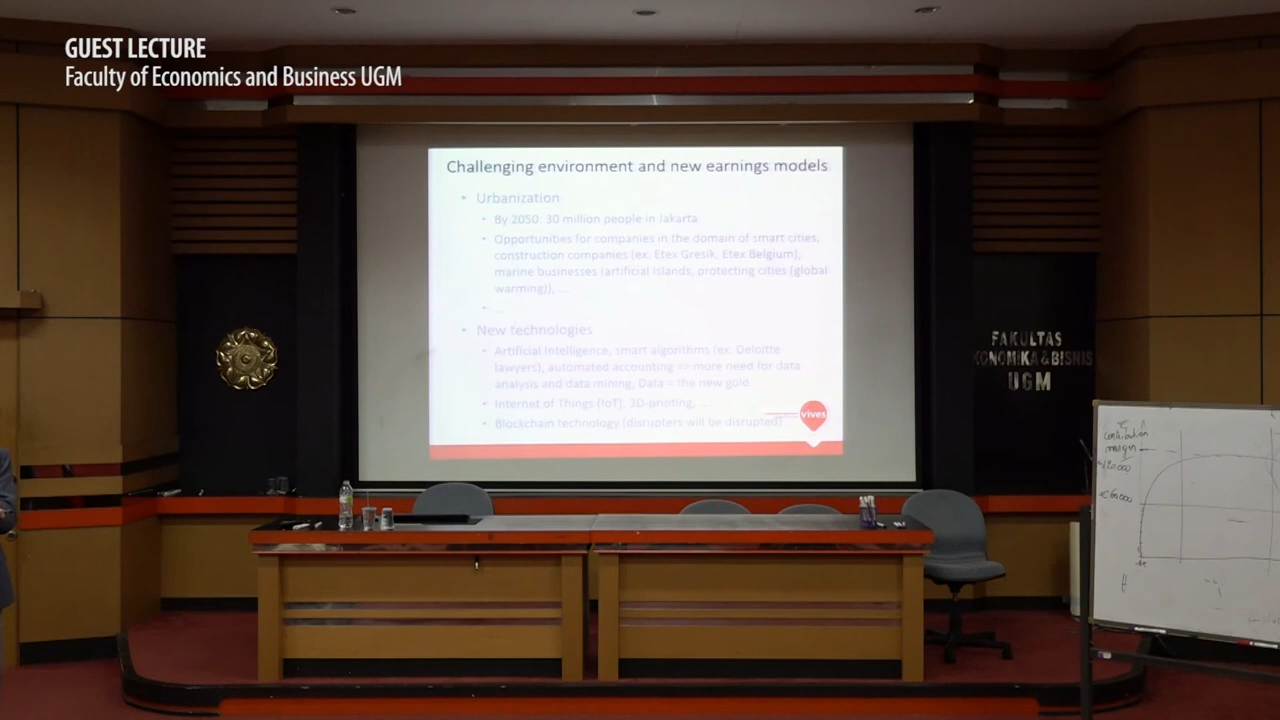 GUEST LECTURE
Faculty of Economics and Business UGM
Challenging environment and new earnings models
• Urbanization
• By 2050: 30 million people in Jakarta
• Opportunities for companies in the domain of smart cities,
construction companies (ex. Etex Gresik, Etex Belgium),
marine businesses (artificial islands, protecting cities (global
warming)), ...
• ...
• New technologies
• Artificial Intelligence, smart algorithms (ex. Deloitte
lawyers), automated accounting => more need for data
analysis and data mining, Data = the new gold
• Internet of Things (IoT), 3D-printing, ...
• Blockchain technology (disrupters will be disrupted)
vives
FAKULTAS
EKONOMIKA & BISNIS
UGM
Contribution
margin
€60.000